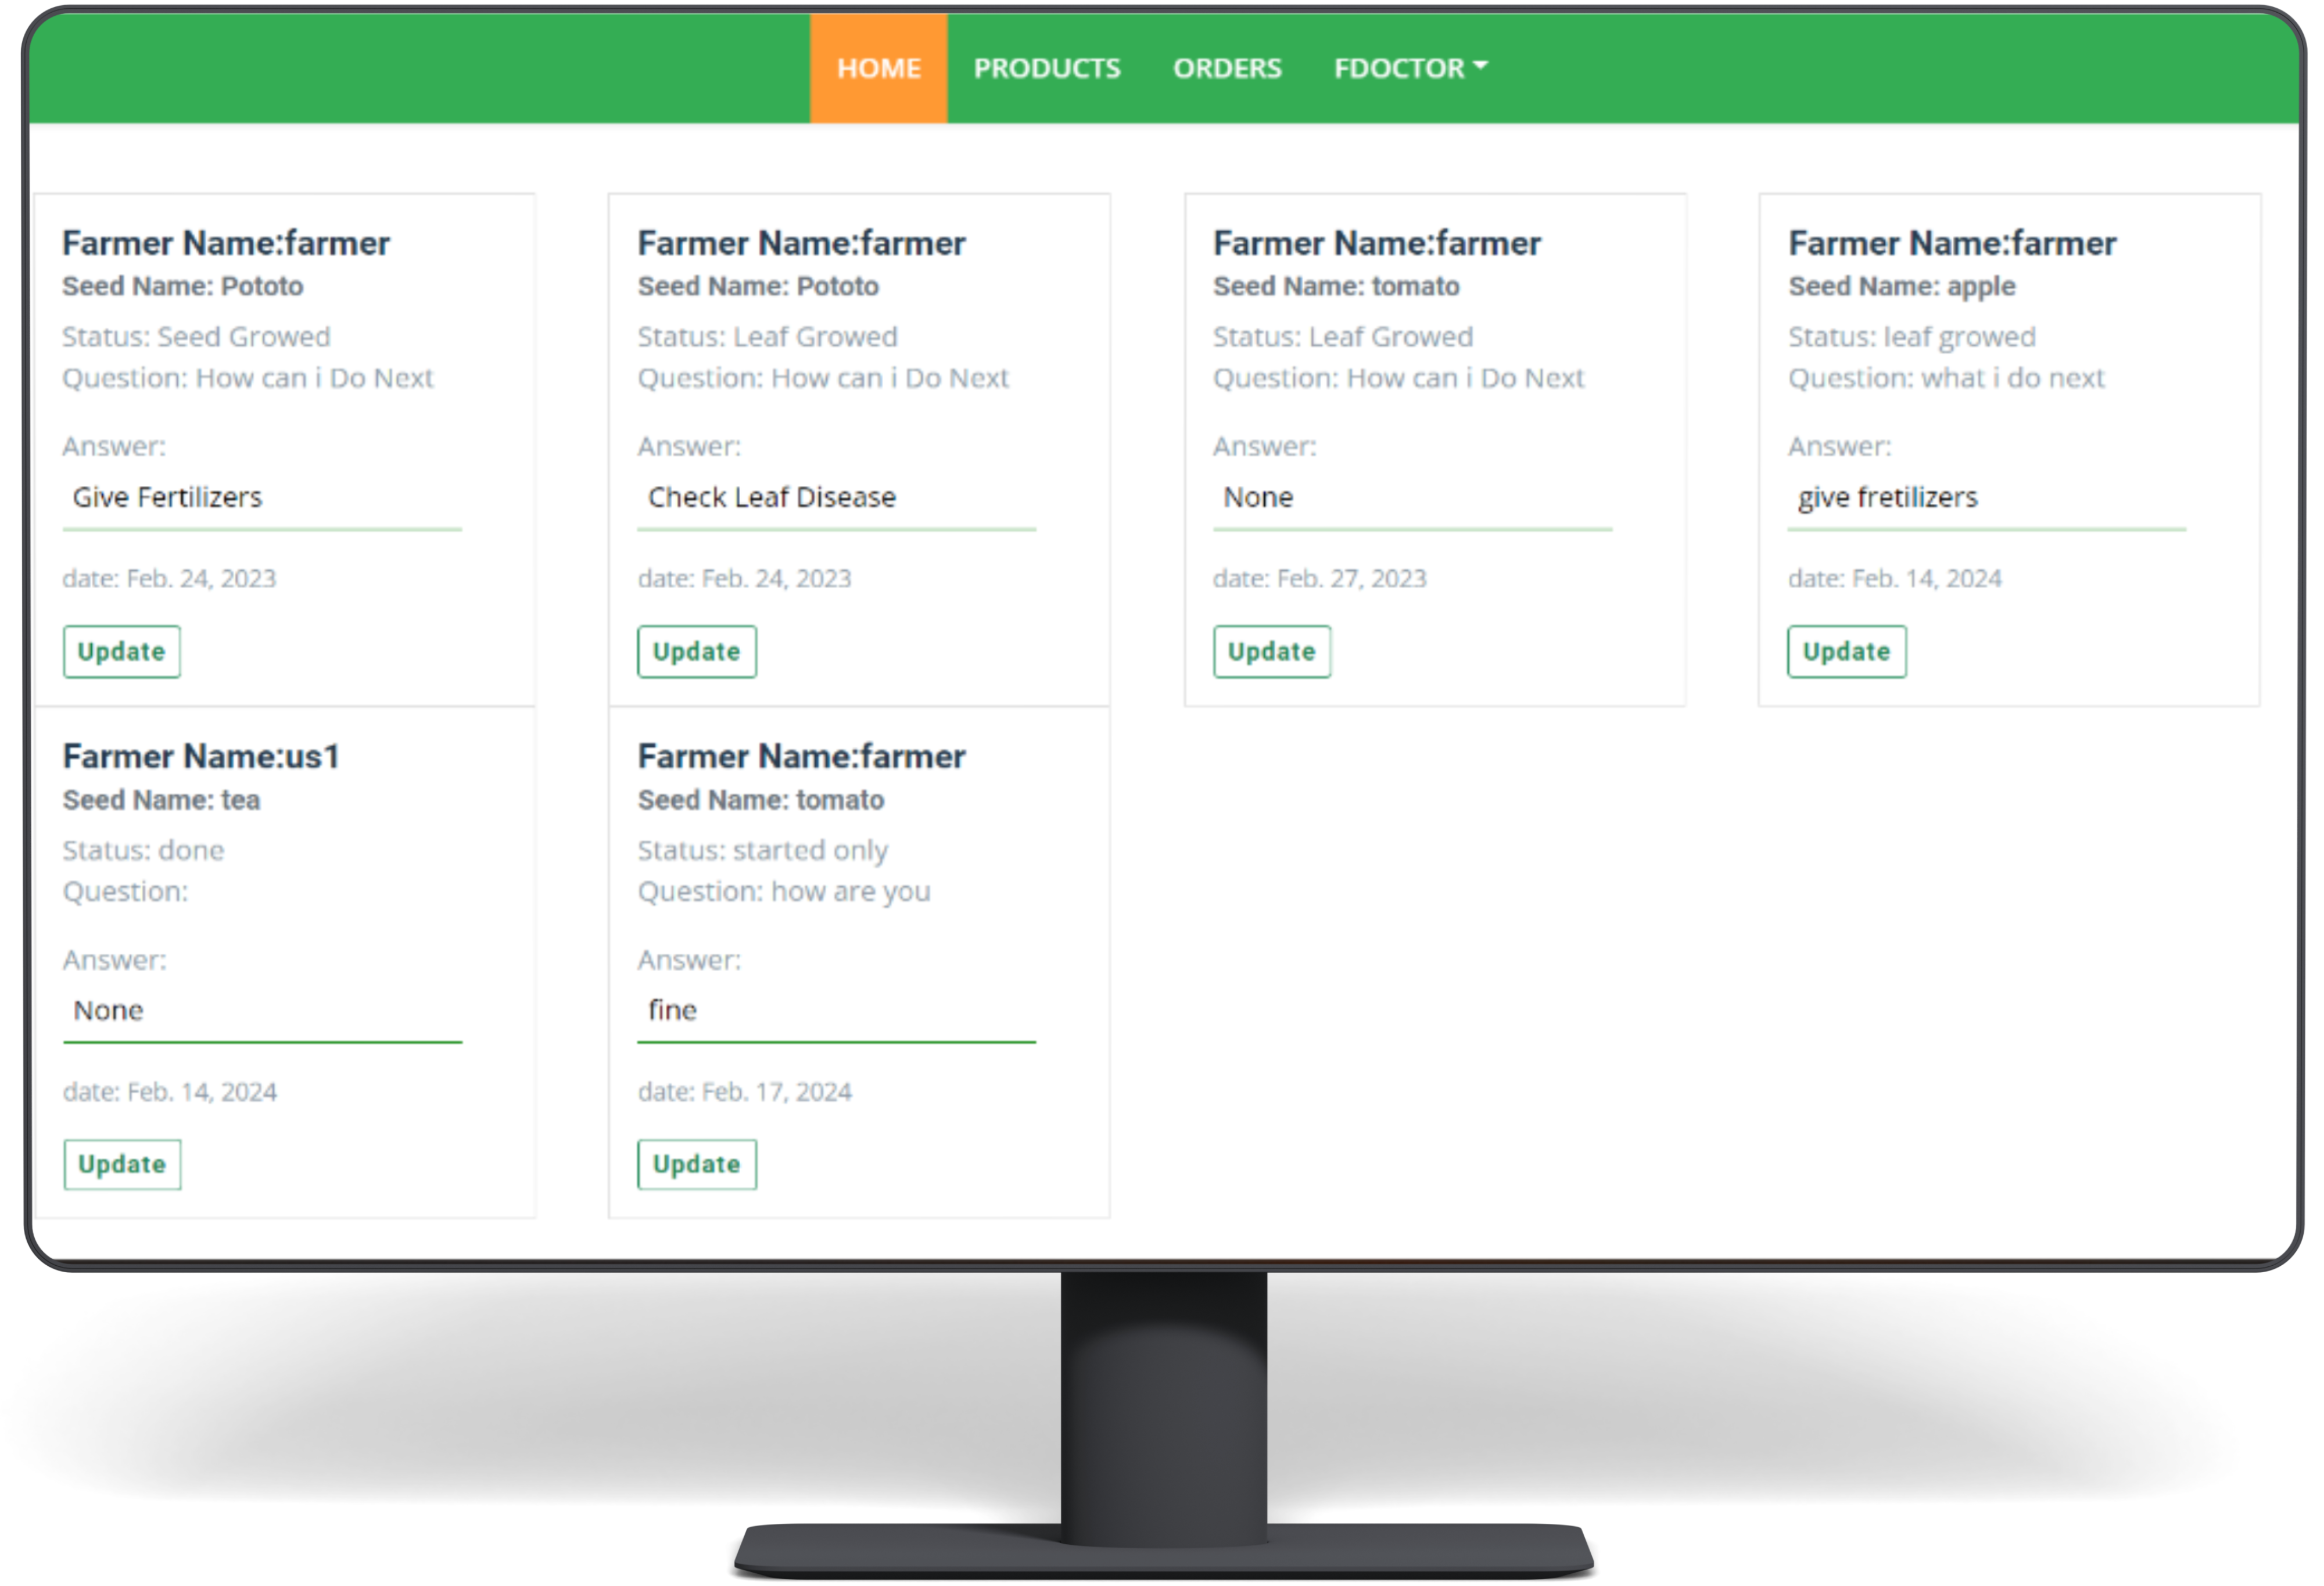 HOME PRODUCTS ORDERS FDOCTOR
Farmer Name:farmer
Seed Name: Pototo
Status: Seed Growed
Question: How can i Do Next
Answer:
Give Fertilizers
date: Feb. 24, 2023
Update
Farmer Name:farmer
Seed Name: Pototo
Status: Leaf Growed
Question: How can i Do Next
Answer:
Check Leaf Disease
date: Feb. 24, 2023
Update
Farmer Name:farmer
Seed Name: tomato
Status: Leaf Growed
Question: How can i Do Next
Answer:
None
date: Feb. 27, 2023
Update
Farmer Name:farmer
Seed Name: apple
Status: leaf growed
Question: what i do next
Answer:
give fretilizers
date: Feb. 14, 2024
Update
Farmer Name:us1
Seed Name: tea
Status: done
Question:
Answer:
None
date: Feb. 14, 2024
Update
Farmer Name:farmer
Seed Name: tomato
Status: started only
Question: how are you
Answer:
fine
date: Feb. 17, 2024
Update